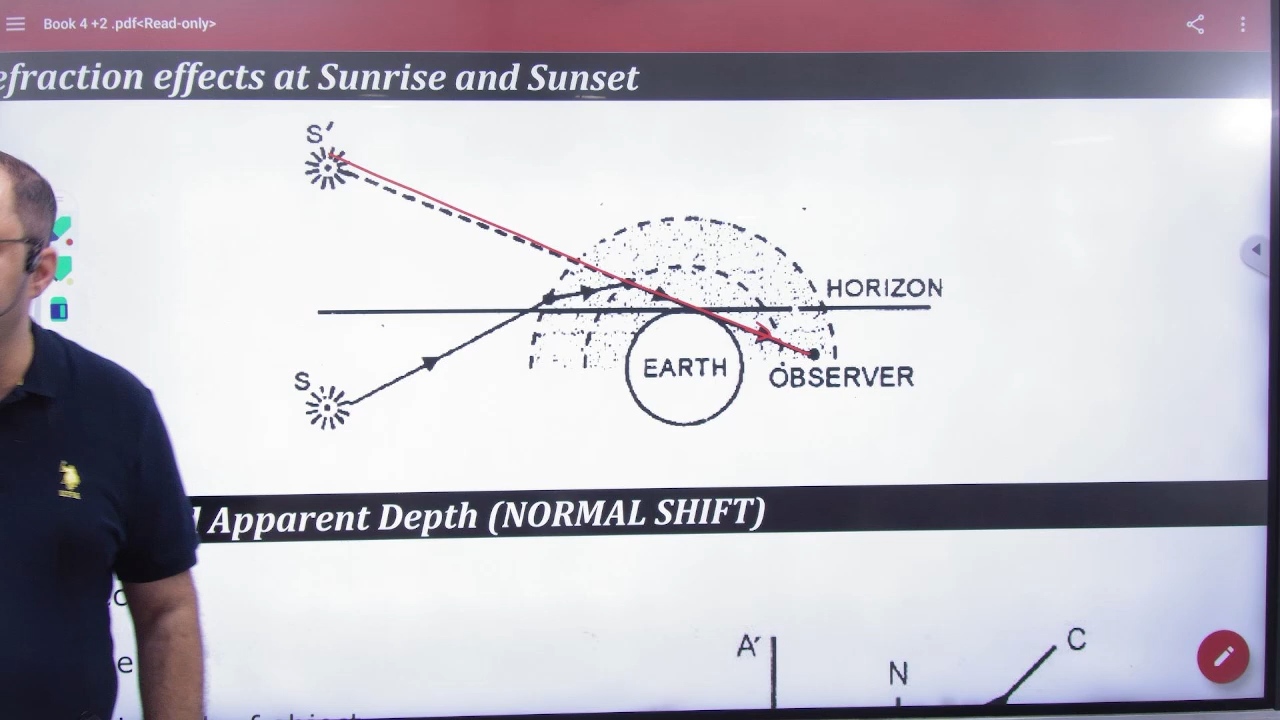 Book 4 +2 .pdf<Read-only>
efraction effects at Sunrise and Sunset
S′
HORIZON
S
EARTH
OBSERVER
Apparent Depth (NORMAL SHIFT)
A′
C
N
e